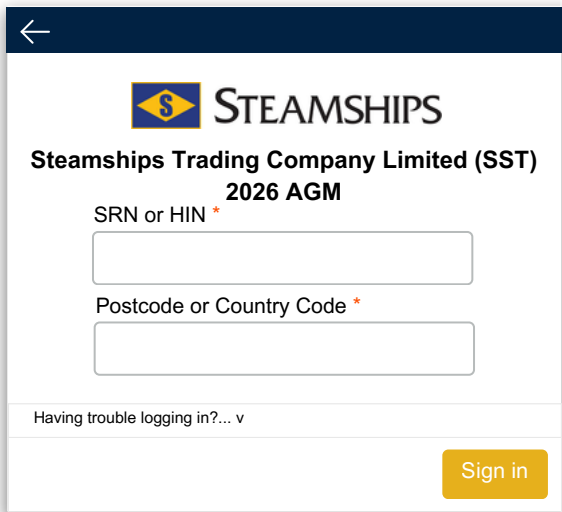 S STEAMSHIPS
Steamships Trading Company Limited (SST)
2026 AGM
SRN or HIN *
Postcode or Country Code *
Having trouble logging in?... v
Sign in